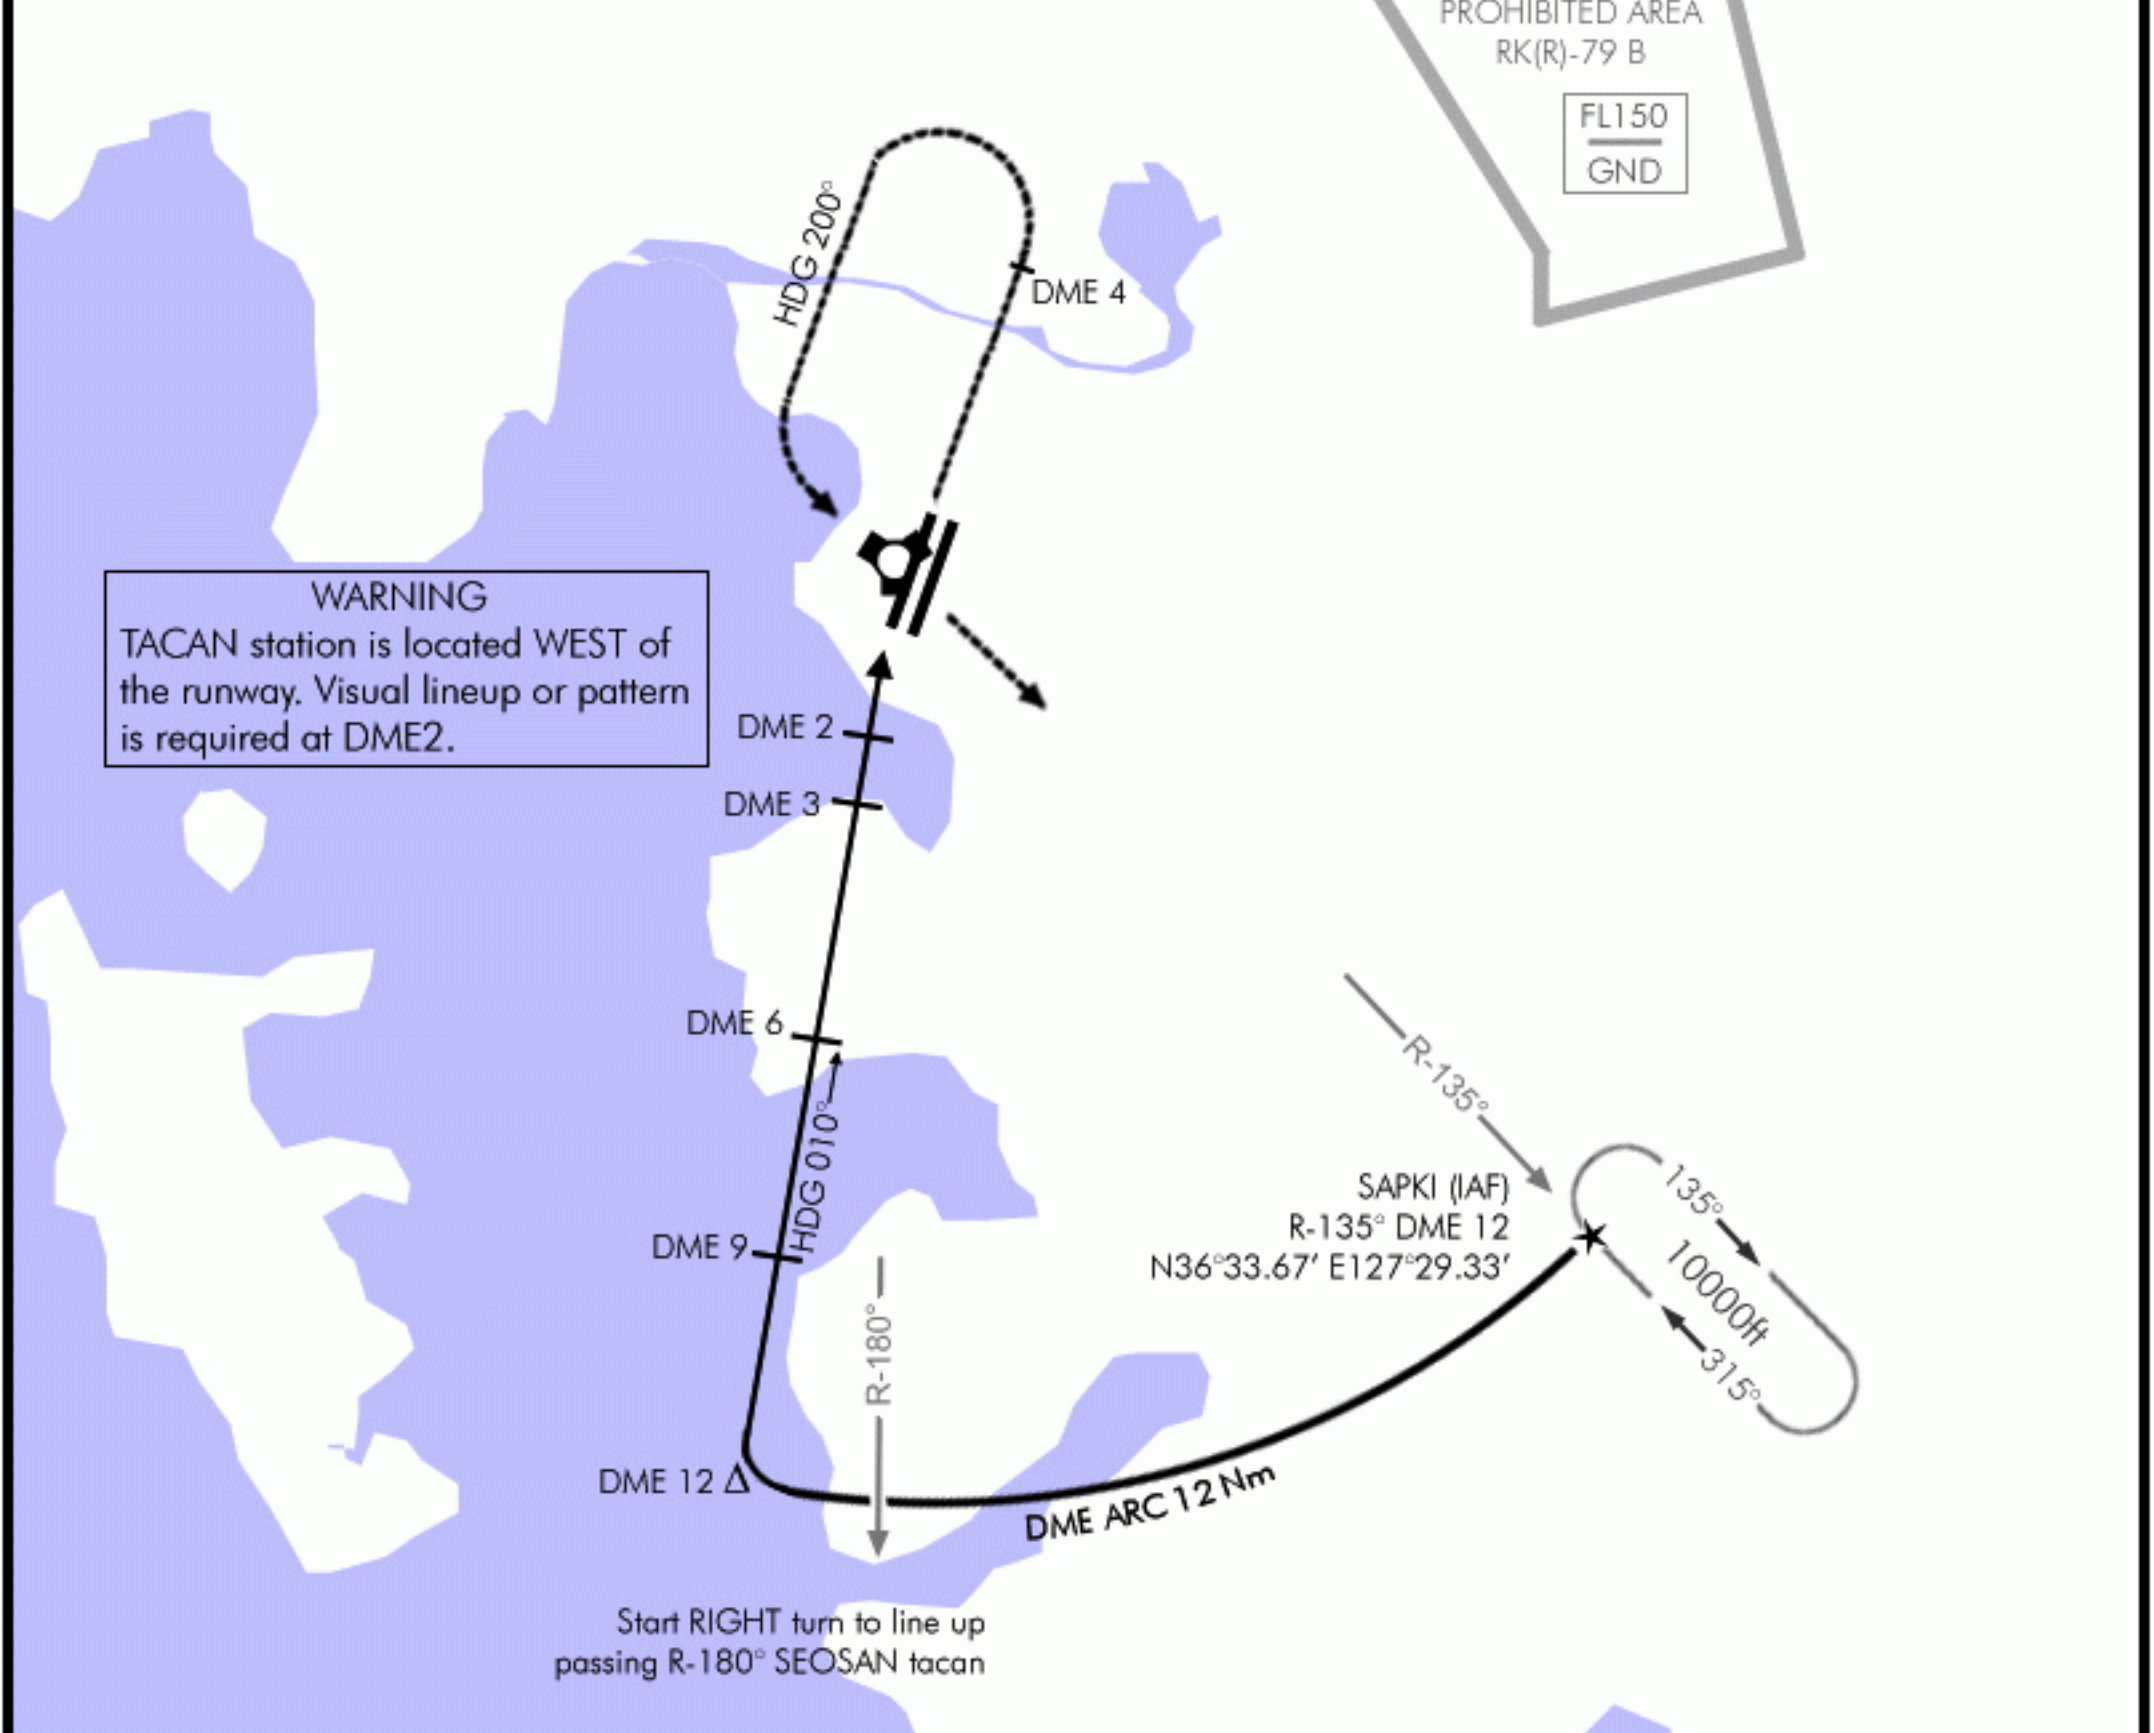 PROHIBITED AREA
RK(R)-79 B
FL150
GND
HDG 200°
DME 4
WARNING
TACAN station is located WEST of
the runway. Visual lineup or pattern
is required at DME2.
DME 2
DME 3
DME 6
HDG 010°
DME 9
R-135°
SAPKI (IAF)
R-135° DME 12
N36°33.67' E127°29.33'
135°
10000ft
315°
R-180°
DME 12
DME ARC 12 Nm
Start RIGHT turn to line up
passing R-180° SEOSAN tacan